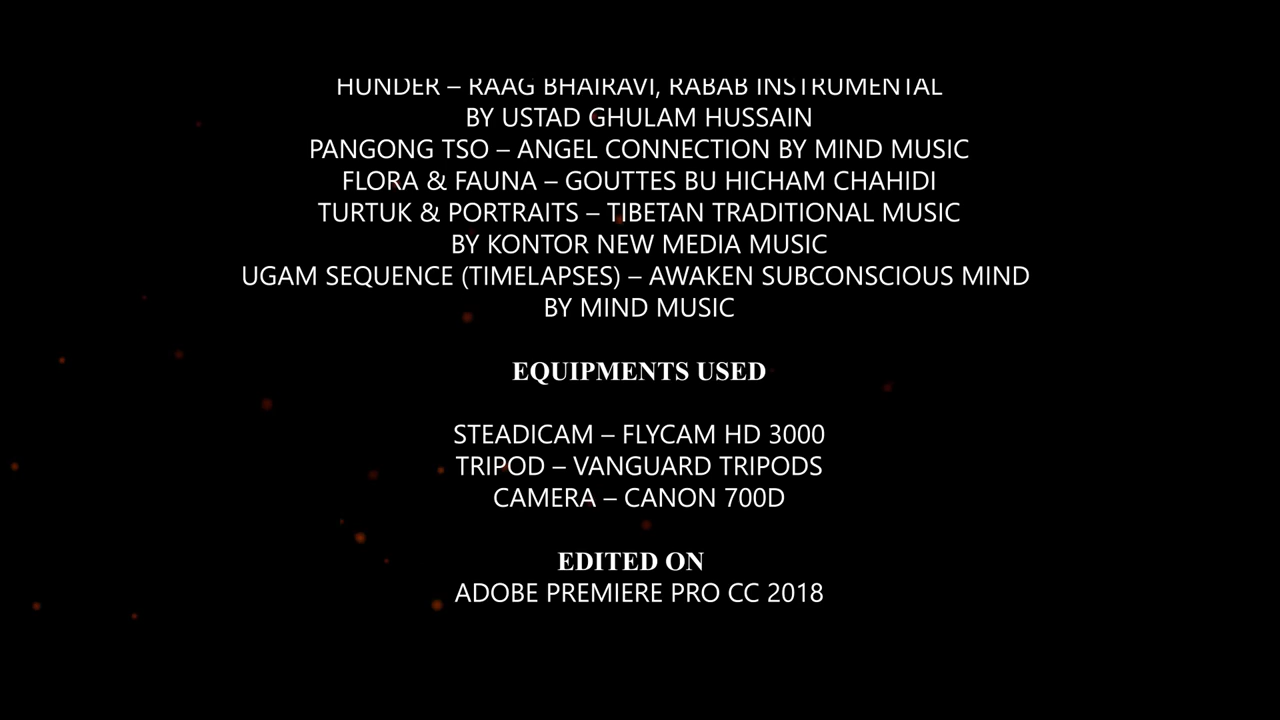 HUNDER – RAAG BHAIRAVI, RABAB INSTRUMENTAL
BY USTAD GHULAM HUSSAIN
PANGONG TSO – ANGEL CONNECTION BY MIND MUSIC
FLORA & FAUNA – GOUTTES BU HICHAM CHAHIDI
TURTUK & PORTRAITS – TIBETAN TRADITIONAL MUSIC
BY KONTOR NEW MEDIA MUSIC
UGAM SEQUENCE (TIMELAPSES) – AWAKEN SUBCONSCIOUS MIND
BY MIND MUSIC
EQUIPMENTS USED
STEADICAM – FLYCAM HD 3000
TRIPOD – VANGUARD TRIPODS
CAMERA – CANON 700D
EDITED ON
ADOBE PREMIERE PRO CC 2018